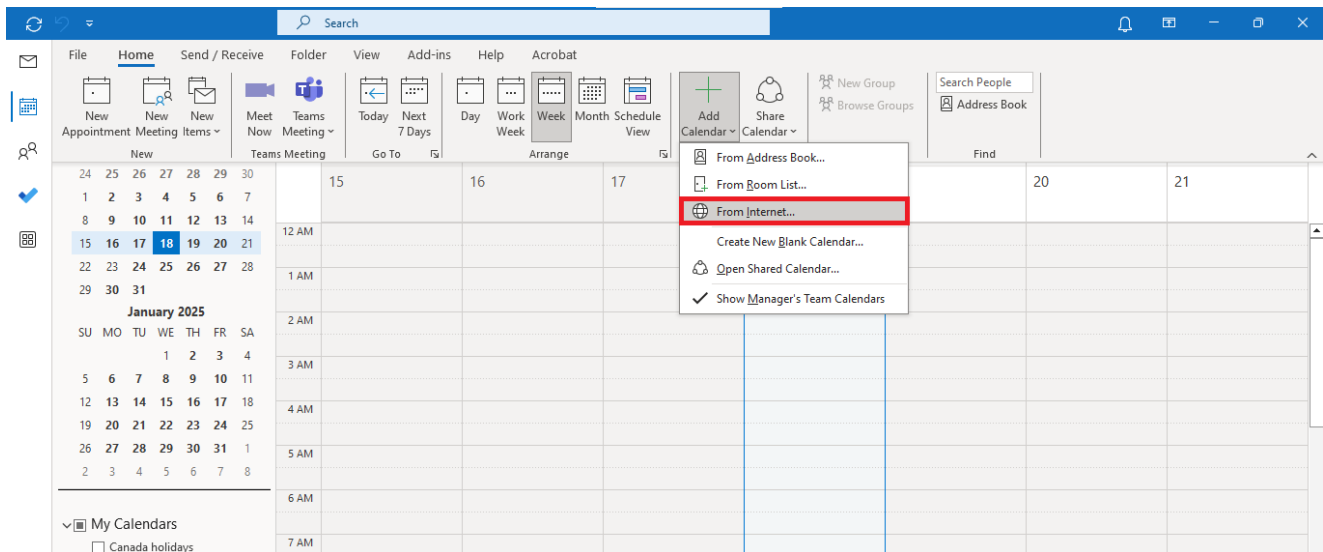 Search
File Home Send / Receive Folder View Add-ins Help Acrobat
New Appointment
New Meeting
New Items
New
Meet Now
Teams Meeting
Teams Meeting
Today
Next 7 Days
Go To
Day
Work Week
Week
Month
Schedule View
Arrange
Add Calendar
Share Calendar
New Group
Browse Groups
Search People
Address Book
Find
From Address Book...
From Room List...
From Internet...
Create New Blank Calendar...
Open Shared Calendar...
Show Manager's Team Calendars
24 25 26 27 28 29 30
1 2 3 4 5 6 7
8 9 10 11 12 13 14
15 16 17 18 19 20 21
22 23 24 25 26 27 28
29 30 31
January 2025
SU MO TU WE TH FR SA
1 2 3 4
5 6 7 8 9 10 11
12 13 14 15 16 17 18
19 20 21 22 23 24 25
26 27 28 29 30 31 1
2 3 4 5 6 7 8
My Calendars
Canada holidays
15 16 17 20 21
12 AM
1 AM
2 AM
3 AM
4 AM
5 AM
6 AM
7 AM